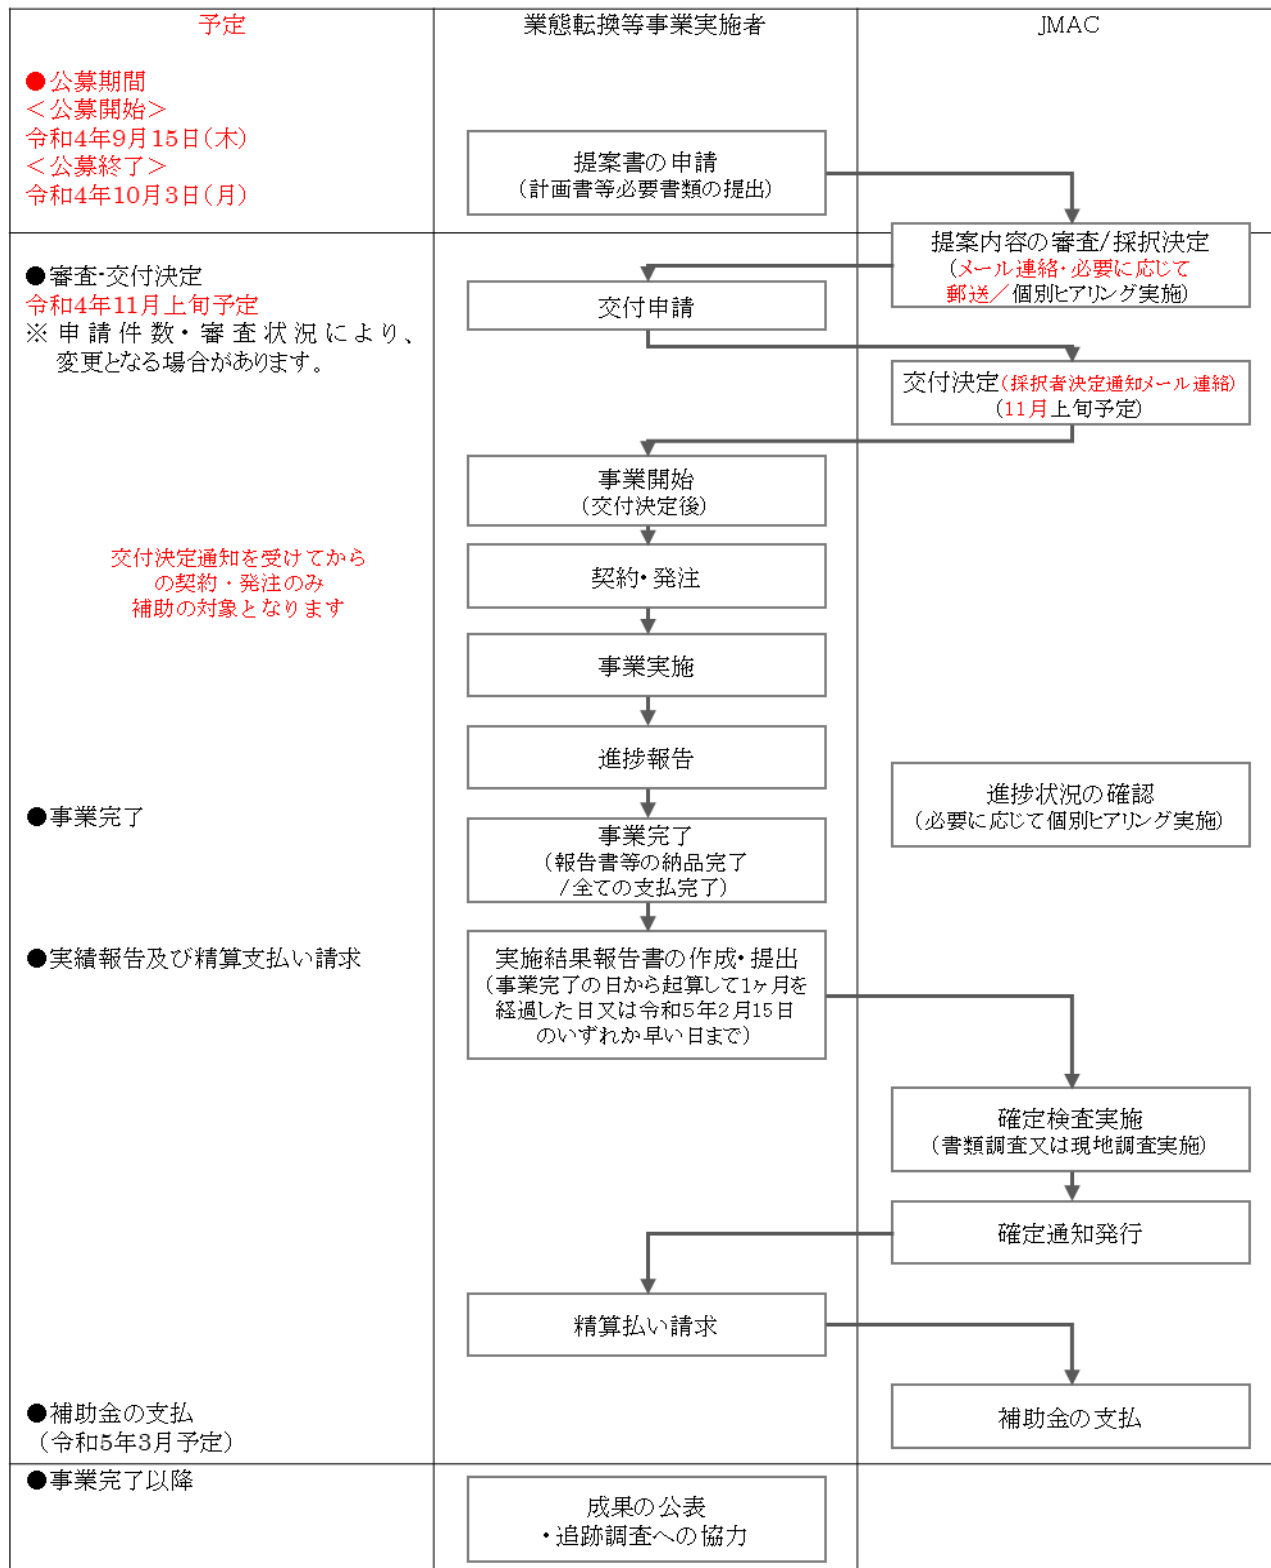 予定
業態転換等事業実施者
JMAC
●公募期間
＜公募開始＞
令和4年9月15日(木)
＜公募終了＞
令和4年10月3日(月)
提案書の申請
(計画書等必要書類の提出)
提案内容の審査/採択決定
(メール連絡・必要に応じて
郵送／個別ヒアリング実施)
●審査・交付決定
令和4年11月上旬予定
※申請件数・審査状況により、
変更となる場合があります。
交付申請
交付決定(採択者決定通知メール連絡)
(11月上旬予定)
事業開始
(交付決定後)
交付決定通知を受けてから
の契約・発注のみ
補助の対象となります
契約・発注
事業実施
進捗報告
進捗状況の確認
(必要に応じて個別ヒアリング実施)
●事業完了
事業完了
(報告書等の納品完了
/全ての支払完了)
●実績報告及び精算支払い請求
実施結果報告書の作成・提出
(事業完了の日から起算して1ヶ月を
経過した日又は令和5年2月15日
のいずれか早い日まで)
確定検査実施
(書類調査又は現地調査実施)
確定通知発行
精算払い請求
●補助金の支払
(令和5年3月予定)
補助金の支払
●事業完了以降
成果の公表
・追跡調査への協力